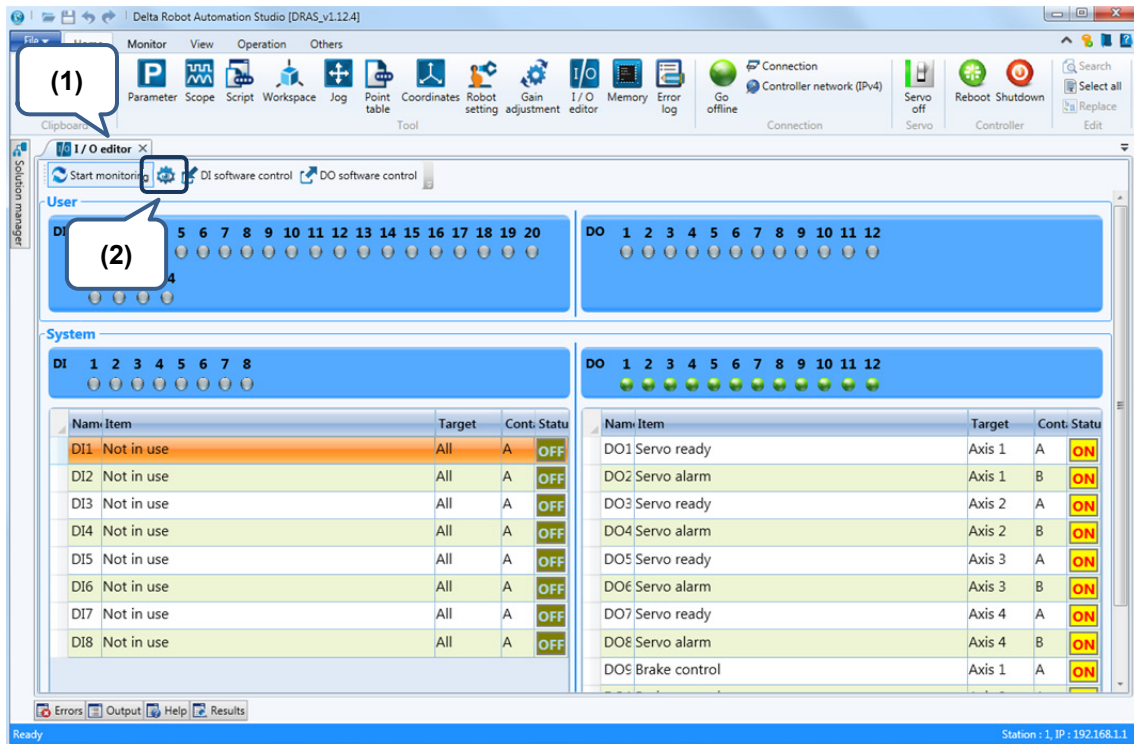 Delta Robot Automation Studio [DRAS_v1.12.4]
Monitor View Operation Others
(1)
Parameter Scope Script Workspace Jog Point table Coordinates Robot setting Gain adjustment I/O editor Memory Error log Go offline Connection Controller network (IPv4) Servo off Reboot Shutdown Search Select all Replace
Clipboard Tool Connection Servo Controller Edit
Solution manager
I / O editor
Start monitoring DI software control DO software control
User
(2)
5 6 7 8 9 10 11 12 13 14 15 16 17 18 19 20
4
DO 1 2 3 4 5 6 7 8 9 10 11 12
System
DI 1 2 3 4 5 6 7 8
DO 1 2 3 4 5 6 7 8 9 10 11 12
Item Target Statu
DI1 Not in use All A OFF
DI2 Not in use All A OFF
DI3 Not in use All A OFF
DI4 Not in use All A OFF
DI5 Not in use All A OFF
DI6 Not in use All A OFF
DI7 Not in use All A OFF
DI8 Not in use All A OFF
Item Target Statu
DO1 Servo ready Axis 1 A ON
DO2 Servo alarm Axis 1 B ON
DO3 Servo ready Axis 2 A ON
DO4 Servo alarm Axis 2 B ON
DO5 Servo ready Axis 3 A ON
DO6 Servo alarm Axis 3 B ON
DO7 Servo ready Axis 4 A ON
DO8 Servo alarm Axis 4 B ON
DO9 Brake control Axis 1 A ON
Errors Output Help Results
Ready
Station : 1, IP : 192.168.1.1